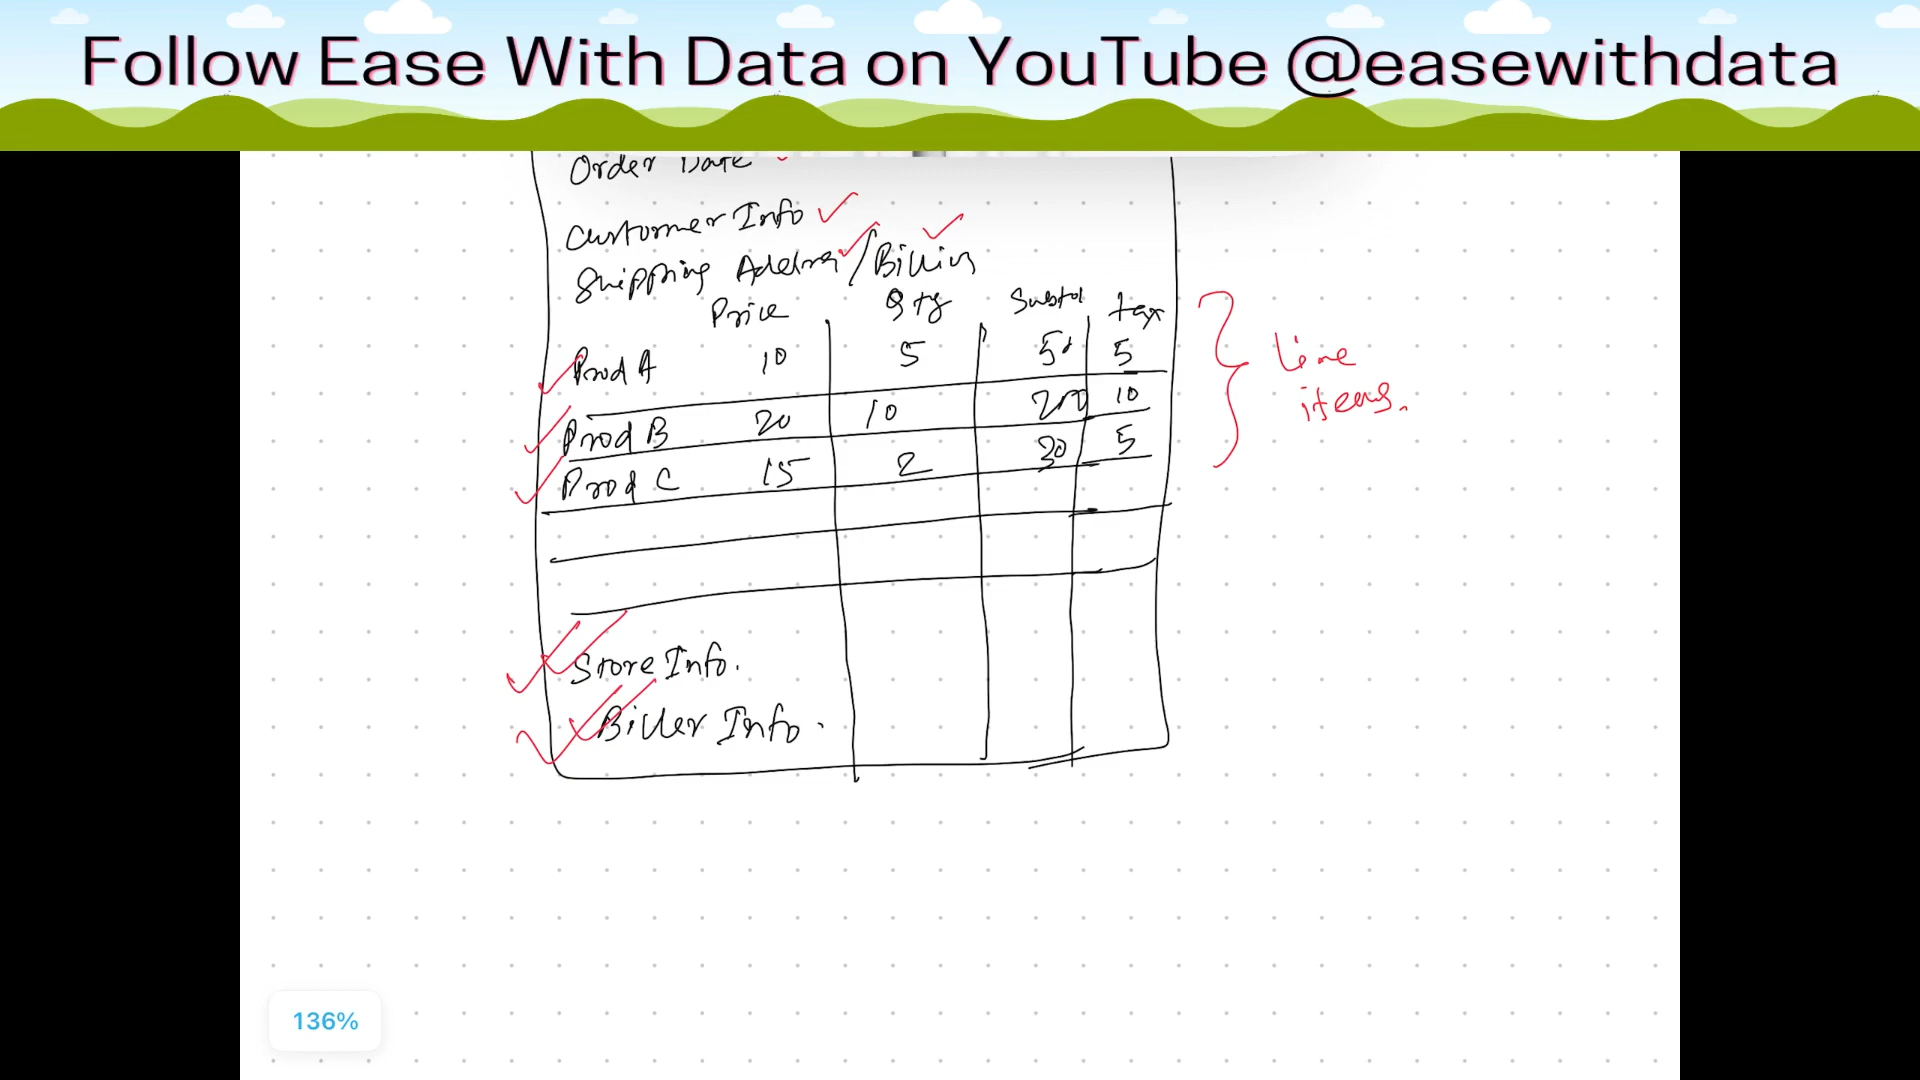 Follow Ease With Data on YouTube @easewithdata
Order Date
Customer Info
Shipping Address / Billing
Price Qty Subtol tax
Prod A 10 5 50 5
Prod B 20 10 200 10
Prod C 15 2 30 5
line
items.
Store Info.
Biller Info.
136%